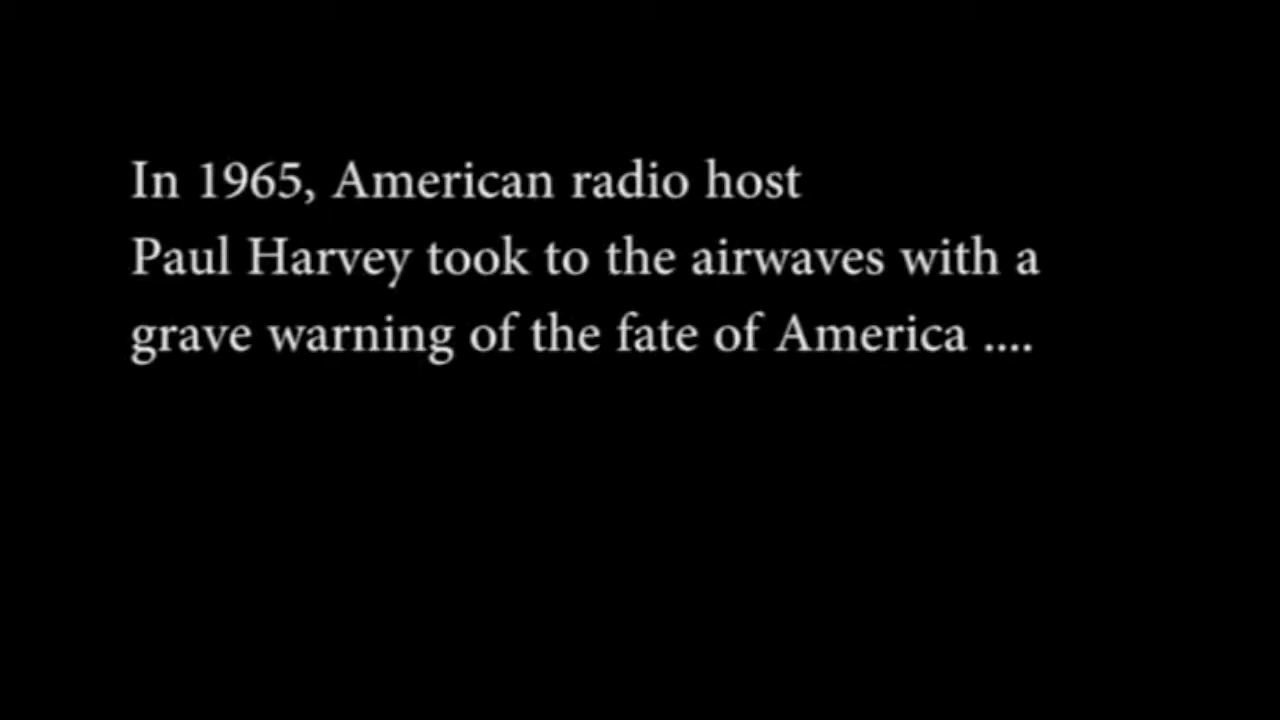 In 1965, American radio host
Paul Harvey took to the airwaves with a
grave warning of the fate of America ....